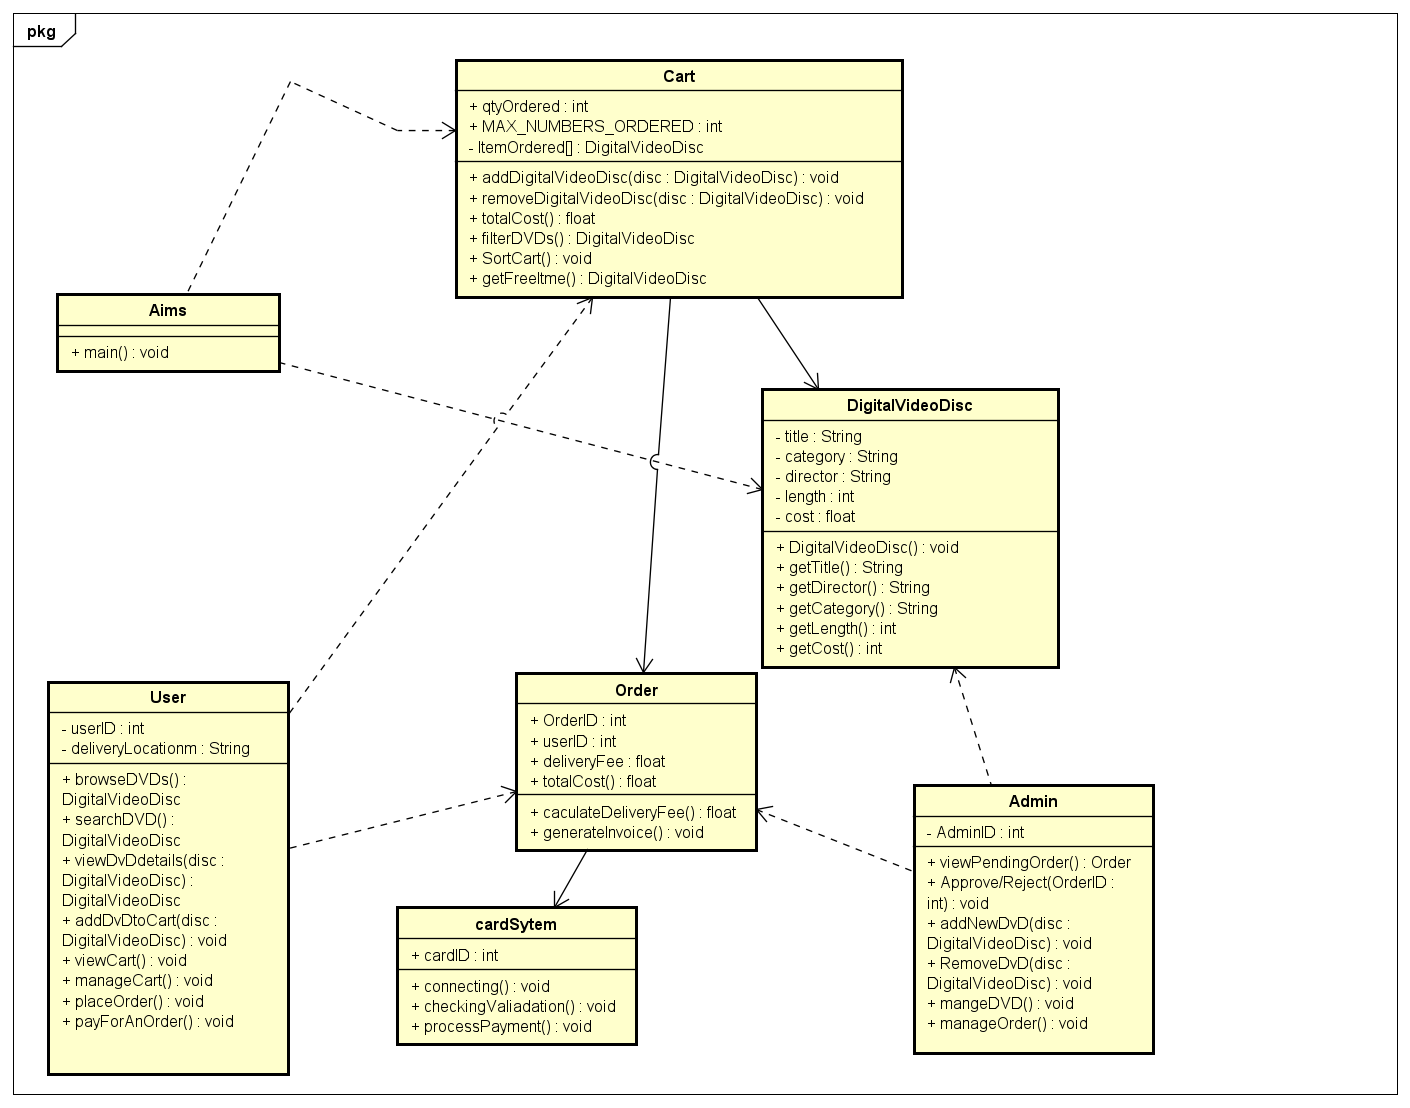 pkg
Cart
+ qtyOrdered : int
+ MAX_NUMBERS_ORDERED : int
- ItemOrdered[] : DigitalVideoDisc
+ addDigitalVideoDisc(disc : DigitalVideoDisc) : void
+ removeDigitalVideoDisc(disc : DigitalVideoDisc) : void
+ totalCost() : float
+ filterDVDs() : DigitalVideoDisc
+ SortCart() : void
+ getFreeItme() : DigitalVideoDisc
Aims
+ main() : void
DigitalVideoDisc
- title : String
- category : String
- director : String
- length : int
- cost : float
+ DigitalVideoDisc() : void
+ getTitle() : String
+ getDirector() : String
+ getCategory() : String
+ getLength() : int
+ getCost() : int
User
- userID : int
- deliveryLocationm : String
+ browseDVDs() :
DigitalVideoDisc
+ searchDVD() :
DigitalVideoDisc
+ viewDvDdetails(disc :
DigitalVideoDisc) :
DigitalVideoDisc
+ addDvDtoCart(disc :
DigitalVideoDisc) : void
+ viewCart() : void
+ manageCart() : void
+ placeOrder() : void
+ payForAnOrder() : void
Order
+ OrderID : int
+ userID : int
+ deliveryFee : float
+ totalCost() : float
+ caculateDeliveryFee() : float
+ generateInvoice() : void
cardSytem
+ cardID : int
+ connecting() : void
+ checkingValiadation() : void
+ processPayment() : void
Admin
- AdminID : int
+ viewPendingOrder() : Order
+ Approve/Reject(OrderID :
int) : void
+ addNewDvD(disc :
DigitalVideoDisc) : void
+ RemoveDvD(disc :
DigitalVideoDisc) : void
+ mangeDVD() : void
+ manageOrder() : void